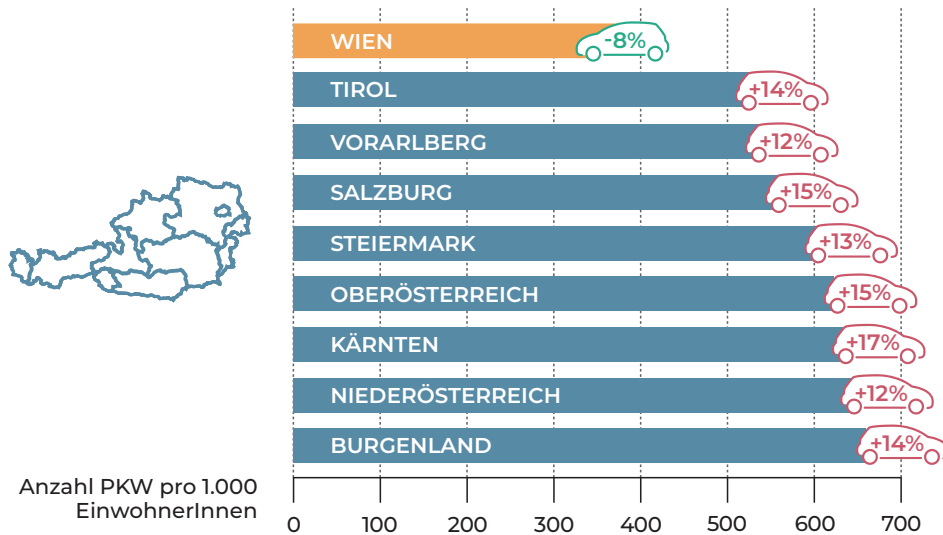 WIEN
-8%
TIROL
+14%
VORARLBERG
+12%
SALZBURG
+15%
STEIERMARK
+13%
OBERÖSTERREICH
+15%
KÄRNTEN
+17%
NIEDERÖSTERREICH
+12%
BURGENLAND
+14%
Anzahl PKW pro 1.000
EinwohnerInnen
0 100 200 300 400 500 600 700